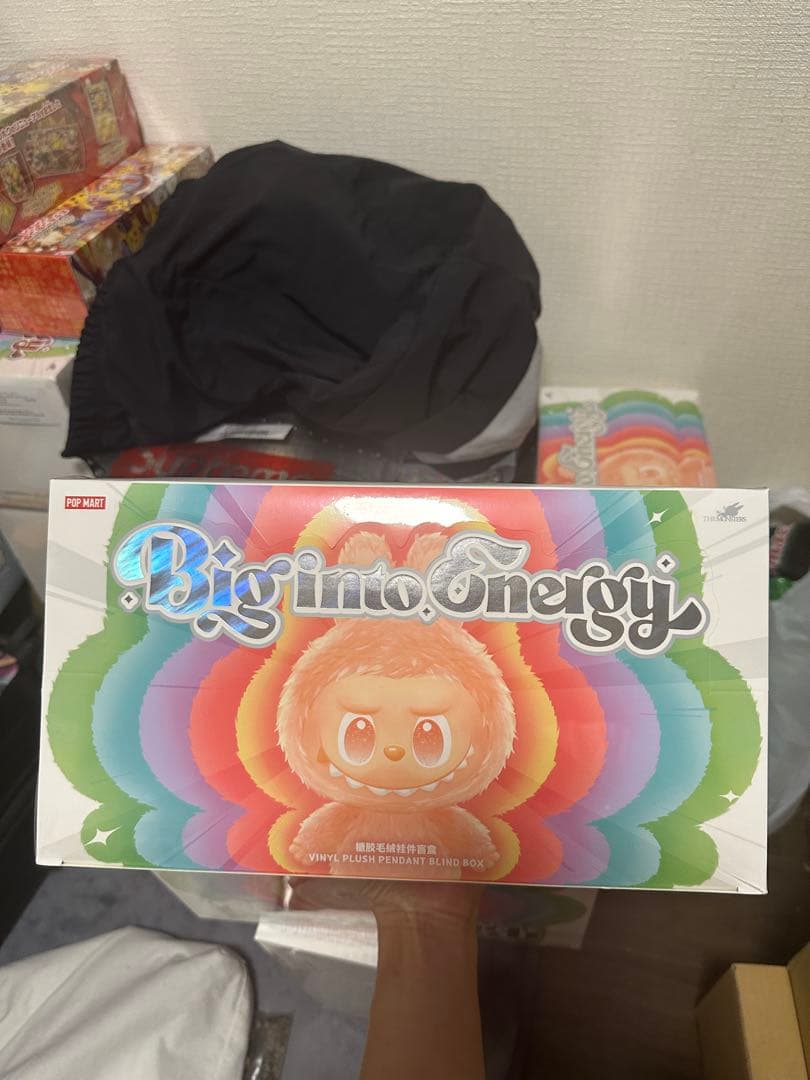 POP MART
THE MONSTERS
Big into Energy
搪胶毛绒挂件盲盒
VINYL PLUSH PENDANT BLIND BOX
Supreme